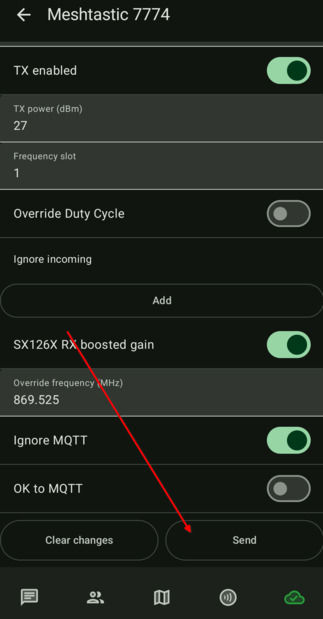 Meshtastic 7774
TX enabled
TX power (dBm)
27
Frequency slot
1
Override Duty Cycle
Ignore incoming
Add
SX126X RX boosted gain
Override frequency (MHz)
869.525
Ignore MQTT
OK to MQTT
Clear changes
Send